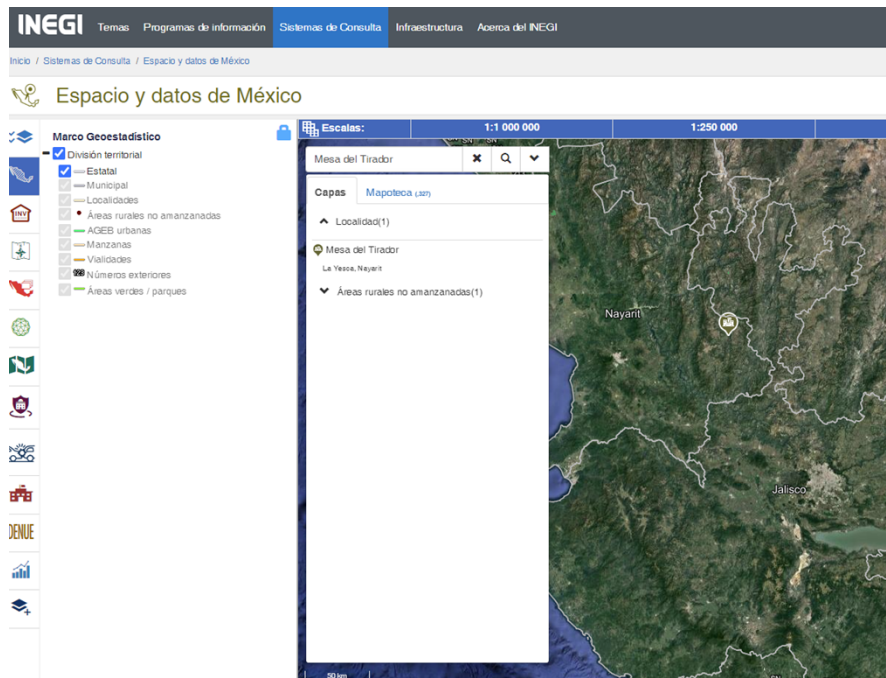 INEGI Temas Programas de información Sistemas de Consulta Infraestructura Acerca del INEGI
Inicio / Sistemas de Consulta / Espacio y datos de México
Espacio y datos de México
Marco Geoestadístico
División territorial
Estatal
Municipal
Localidades
Áreas rurales no amanzanadas
AGEB urbanas
Manzanas
Vialidades
123 Números exteriores
Áreas verdes / parques
INV
DENUE
Escalas: 1:1 000 000 1:250 000
Mesa del Tirador
Capas Mapoteca (,327)
Localidad(1)
Mesa del Tirador
La Yesca, Nayarit
Áreas rurales no amanzanadas(1)
Nayarit
Jalisco
50 km